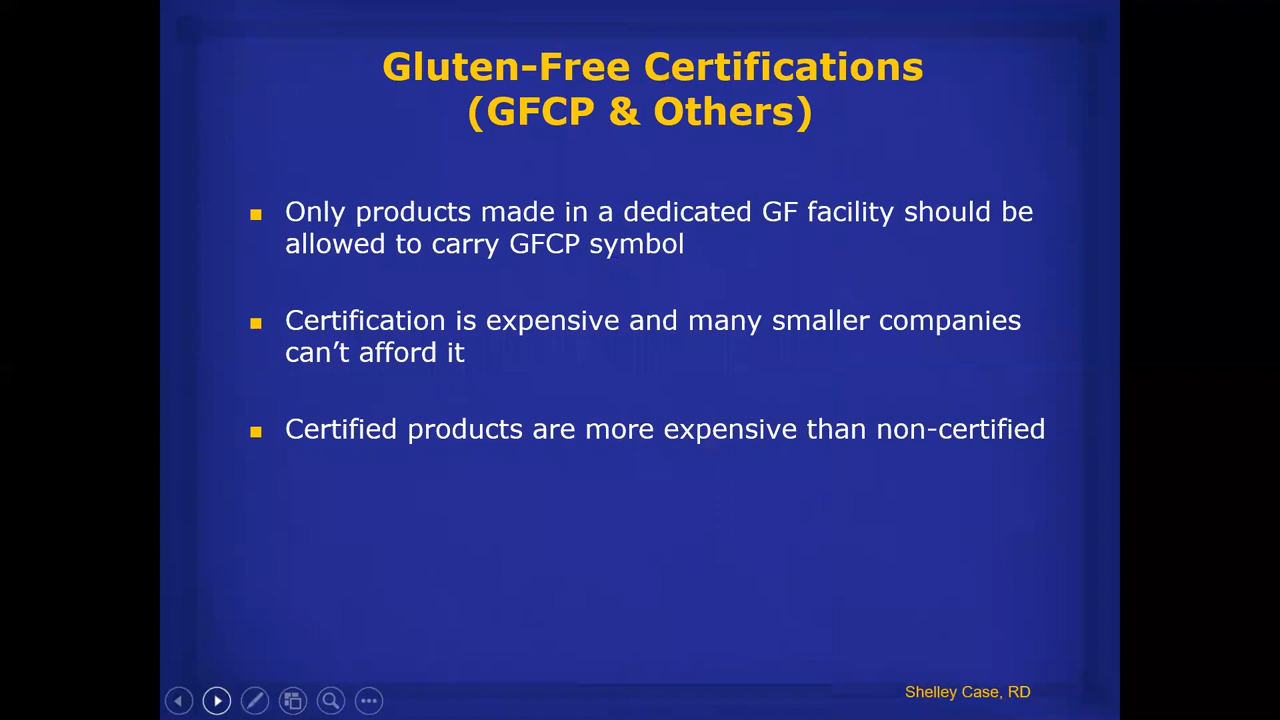 Gluten-Free Certifications
(GFCP & Others)
Only products made in a dedicated GF facility should be
allowed to carry GFCP symbol
Certification is expensive and many smaller companies
can’t afford it
Certified products are more expensive than non-certified
Shelley Case, RD